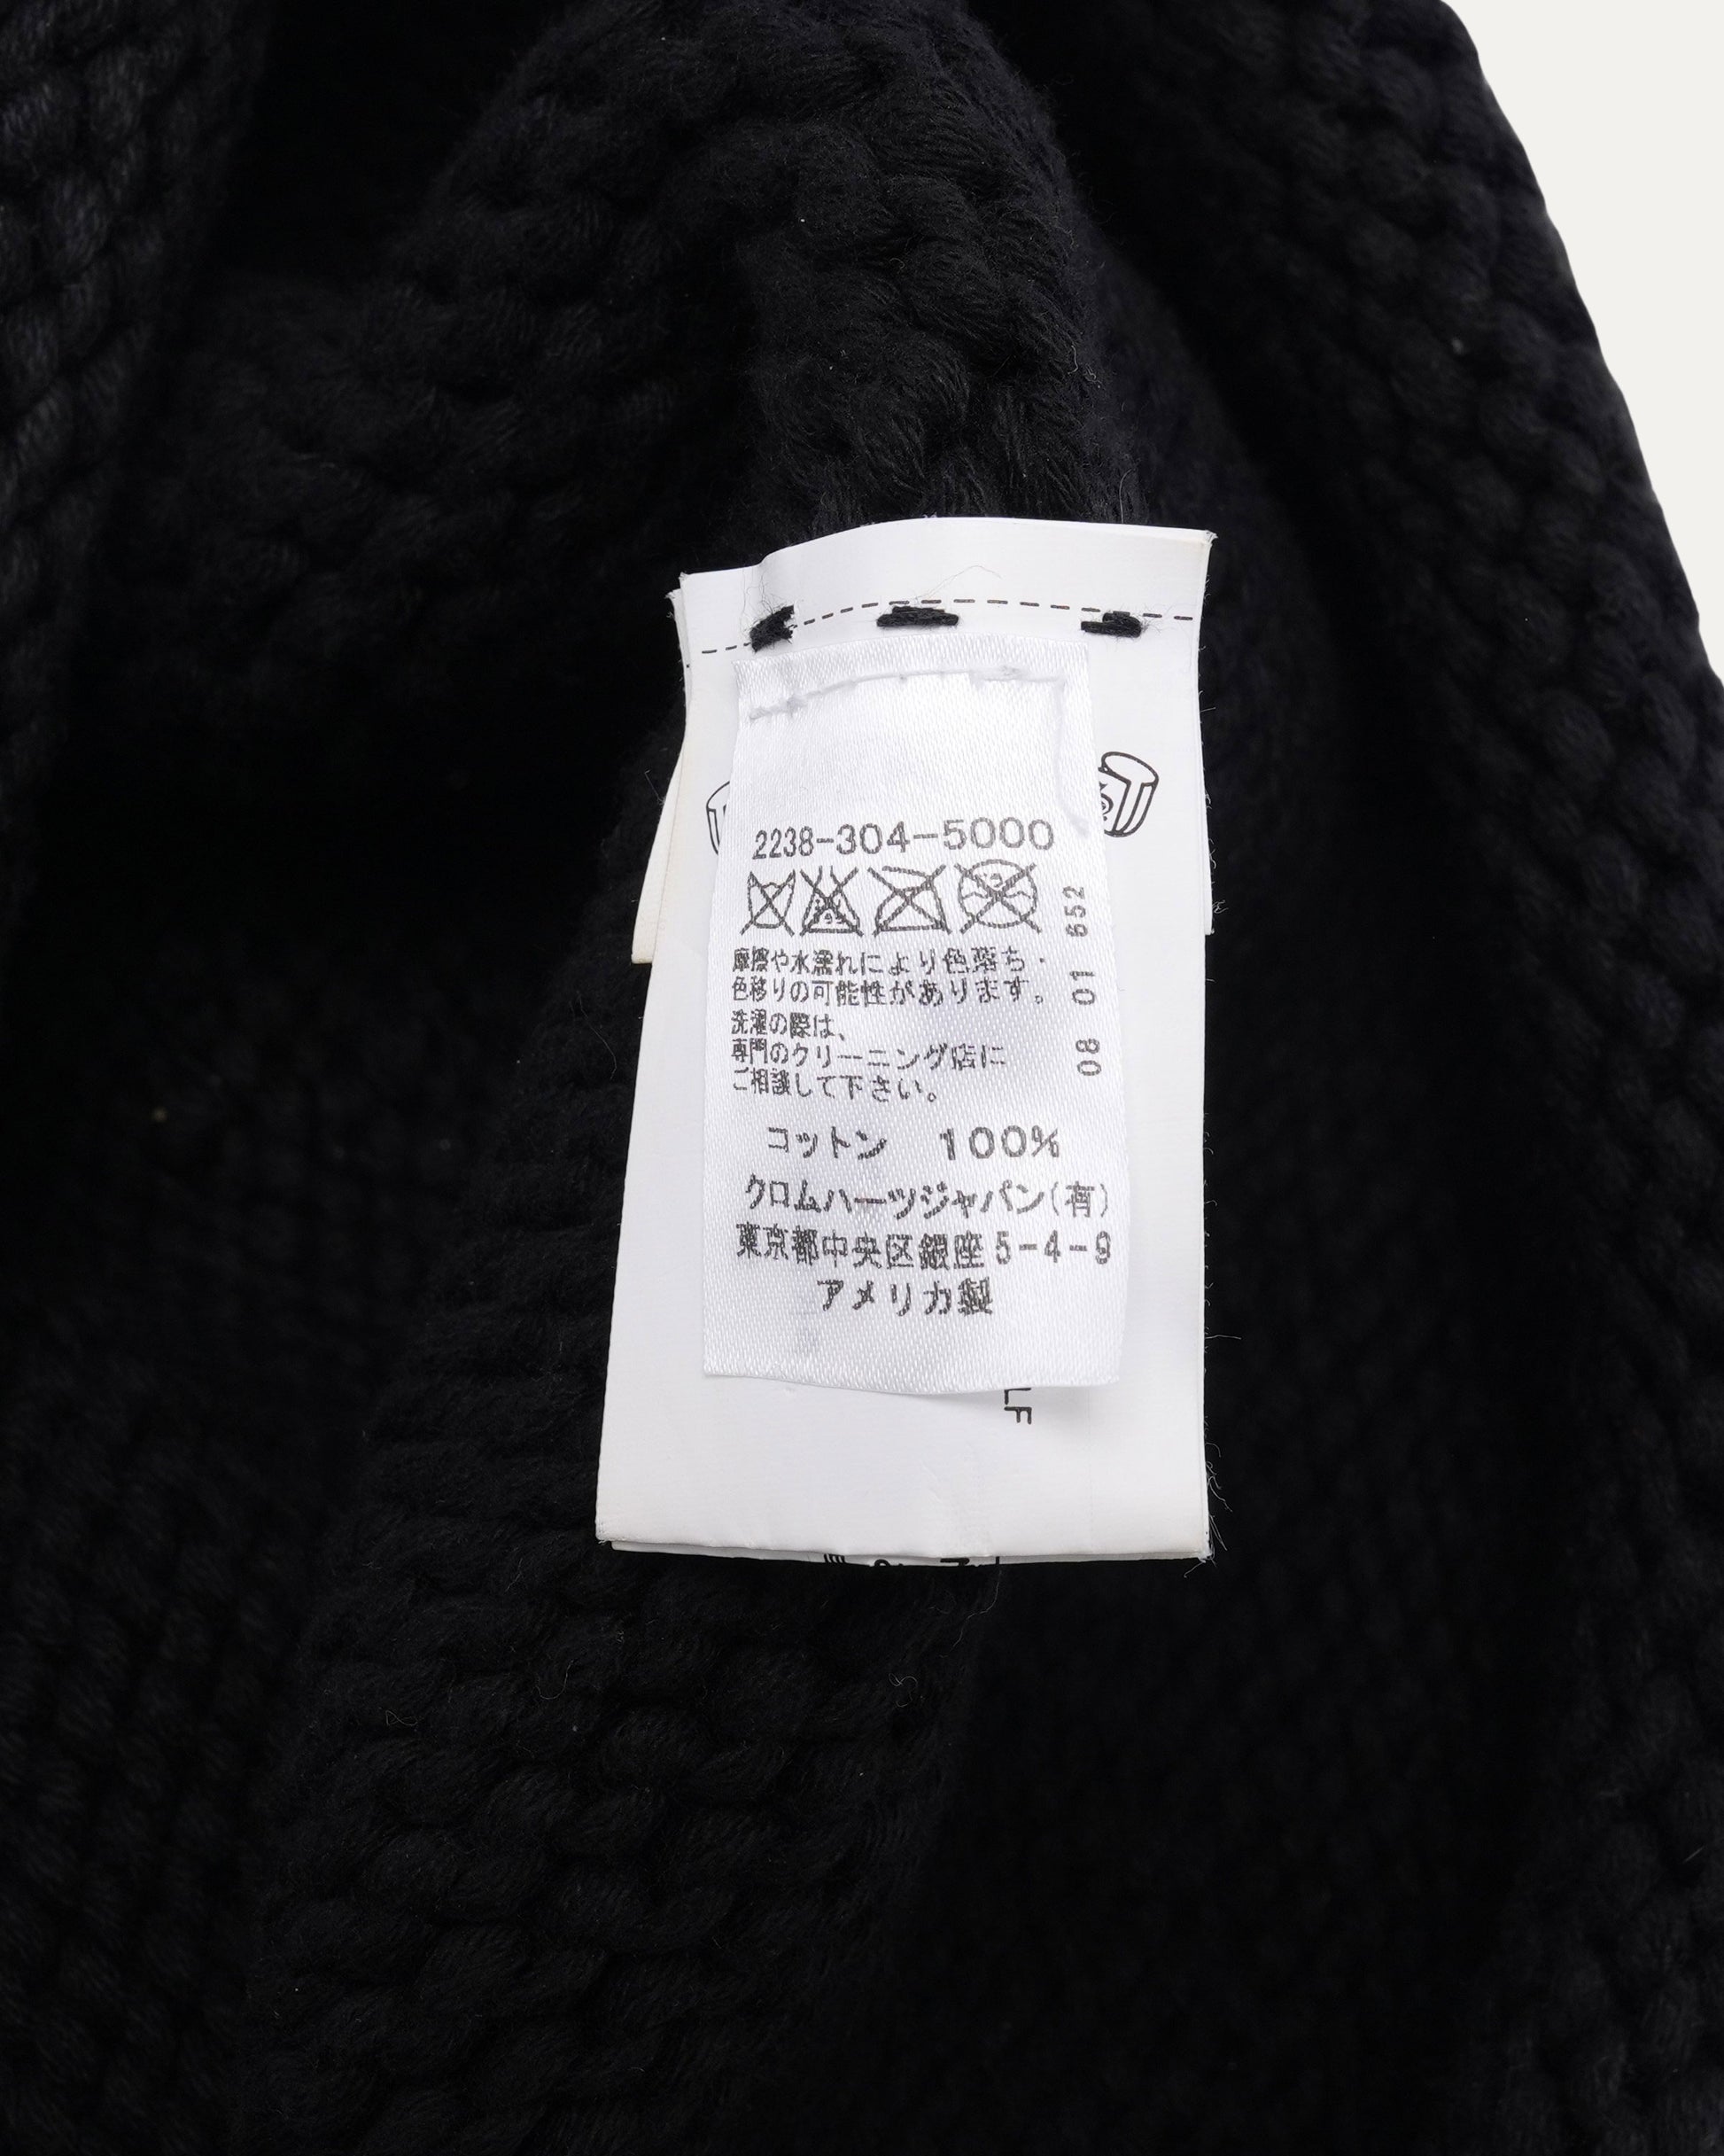 2238-304-5000
摩擦や水濡れにより色落ち・
色移りの可能性があります。
洗濯の際は、
専門のクリーニング店に
ご相談して下さい。
コットン 100%
クロムハーツジャパン(有)
東京都中央区銀座5-4-9
アメリカ製
08 01 652
LF